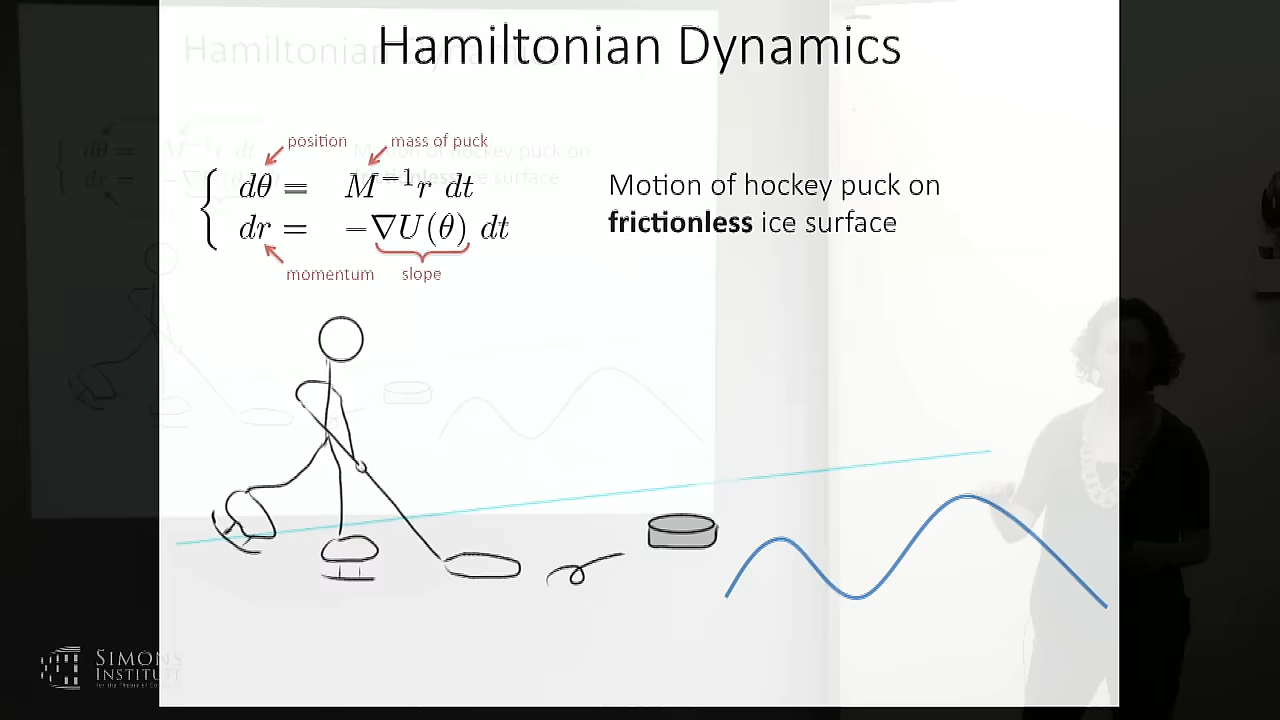 Hamiltonian Dynamics
position
mass of puck
dθ = M⁻¹r dt
dr = −∇U(θ) dt
momentum
slope
Motion of hockey puck on
frictionless ice surface
SIMONS
INSTITUTE